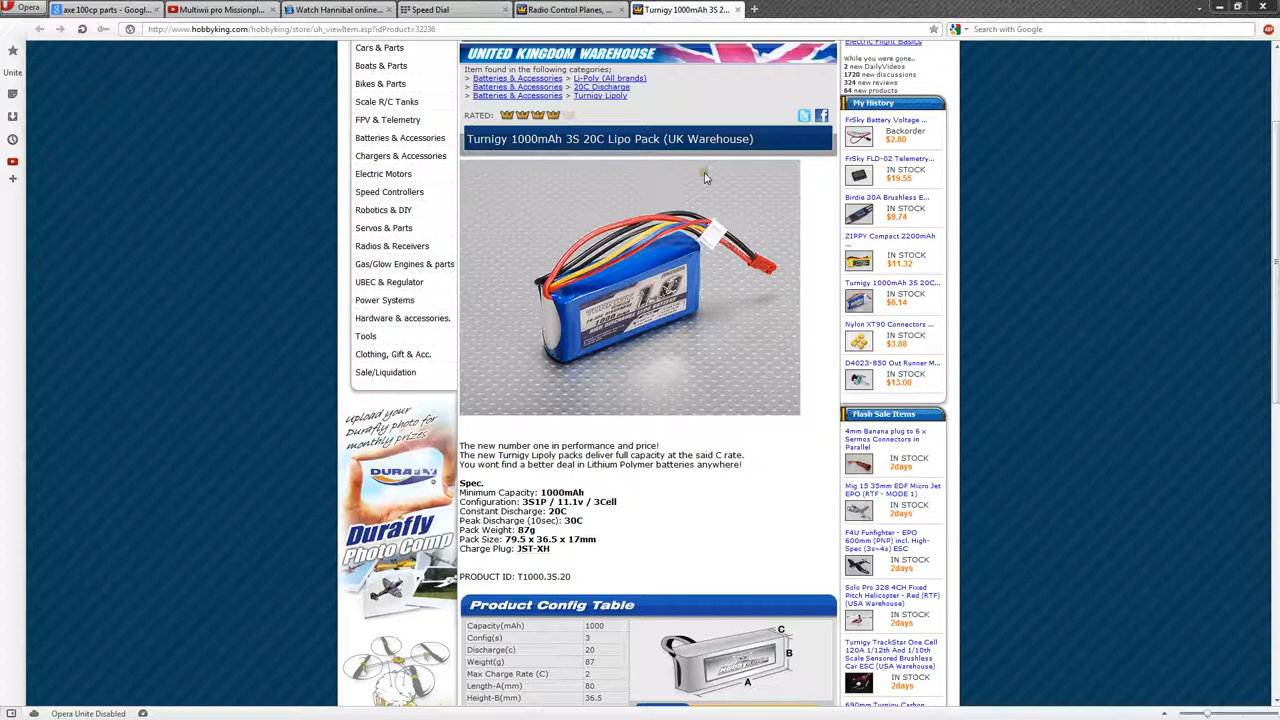 Opera
axe 100cp parts - Googl...
Multiwii pro Missionpl...
Watch Hannibal online...
Speed Dial
Radio Control Planes, ...
Turnigy 1000mAh 3S 2...
http://www.hobbyking.com/hobbyking/store/uh_viewItem.asp?idProduct=32236
Search with Google
Unite
Cars & Parts
Boats & Parts
Bikes & Parts
Scale R/C Tanks
FPV & Telemetry
Batteries & Accessories
Chargers & Accessories
Electric Motors
Speed Controllers
Robotics & DIY
Servos & Parts
Radios & Receivers
Gas/Glow Engines & parts
UBEC & Regulator
Power Systems
Hardware & accessories.
Tools
Clothing, Gift & Acc.
Sale/Liquidation
upload your
Durafly photo for
monthly prizes
DURAFLY
Durafly
Photo Comp
UNITED KINGDOM WAREHOUSE
Item found in the following categories;
> Batteries & Accessories > Li-Poly (All brands)
> Batteries & Accessories > 20C Discharge
> Batteries & Accessories > Turnigy Lipoly
RATED:
Turnigy 1000mAh 3S 20C Lipo Pack (UK Warehouse)
The new number one in performance and price!
The new Turnigy Lipoly packs deliver full capacity at the said C rate.
You wont find a better deal in Lithium Polymer batteries anywhere!
Spec.
Minimum Capacity: 1000mAh
Configuration: 3S1P / 11.1v / 3Cell
Constant Discharge: 20C
Peak Discharge (10sec): 30C
Pack Weight: 87g
Pack Size: 79.5 x 36.5 x 17mm
Charge Plug: JST-XH
PRODUCT ID: T1000.3S.20
Product Config Table
Capacity(mAh) 1000
Config(s) 3
Discharge(c) 20
Weight(g) 87
Max Charge Rate (C) 2
Length-A(mm) 80
Height-B(mm) 36.5
C
B
A
Electric Flight Basics
While you were gone..
2 new DailyVideos
1720 new discussions
324 new reviews
64 new products
My History
FrSky Battery Voltage ...
Backorder
$2.80
FrSky FLD-02 Telemetry...
IN STOCK
$19.55
Birdie 30A Brushless E...
IN STOCK
$9.74
ZIPPY Compact 2200mAh
...
IN STOCK
$11.32
Turnigy 1000mAh 3S 20C...
IN STOCK
$6.14
Nylon XT90 Connectors ...
IN STOCK
$3.88
D4023-850 Out Runner M...
IN STOCK
$13.00
Flash Sale Items
4mm Banana plug to 6 x
Sermos Connectors in
Parallel
IN STOCK
2days
Mig 15 35mm EDF Micro Jet
EPO (RTF - MODE 1)
IN STOCK
2days
F4U Funfighter - EPO
600mm (PNP) incl. High-
Spec (3s~4s) ESC
IN STOCK
2days
Solo Pro 328 4CH Fixed
Pitch Helicopter - Red (RTF)
(USA Warehouse)
IN STOCK
2days
Turnigy TrackStar One Cell
120A 1/12th And 1/10th
Scale Sensored Brushless
Car ESC (USA Warehouse)
IN STOCK
2days
690mm Turnigy Carbon
Opera Unite Disabled